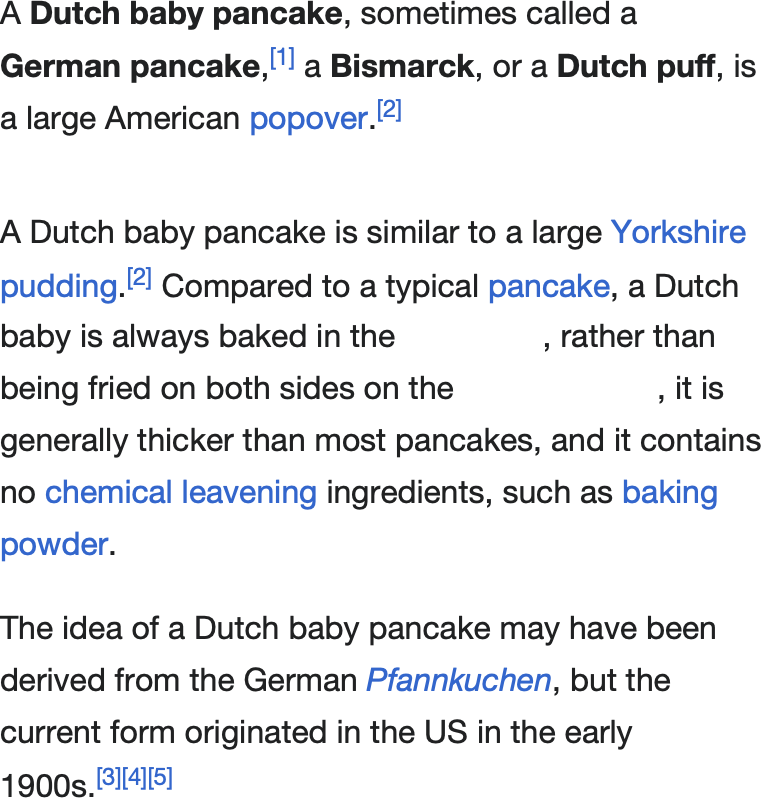 A Dutch baby pancake, sometimes called a
German pancake,[1] a Bismarck, or a Dutch puff, is
a large American popover.[2]
A Dutch baby pancake is similar to a large Yorkshire
pudding.[2] Compared to a typical pancake, a Dutch
baby is always baked in the , rather than
being fried on both sides on the , it is
generally thicker than most pancakes, and it contains
no chemical leavening ingredients, such as baking
powder.
The idea of a Dutch baby pancake may have been
derived from the German Pfannkuchen, but the
current form originated in the US in the early
1900s.[3][4][5]